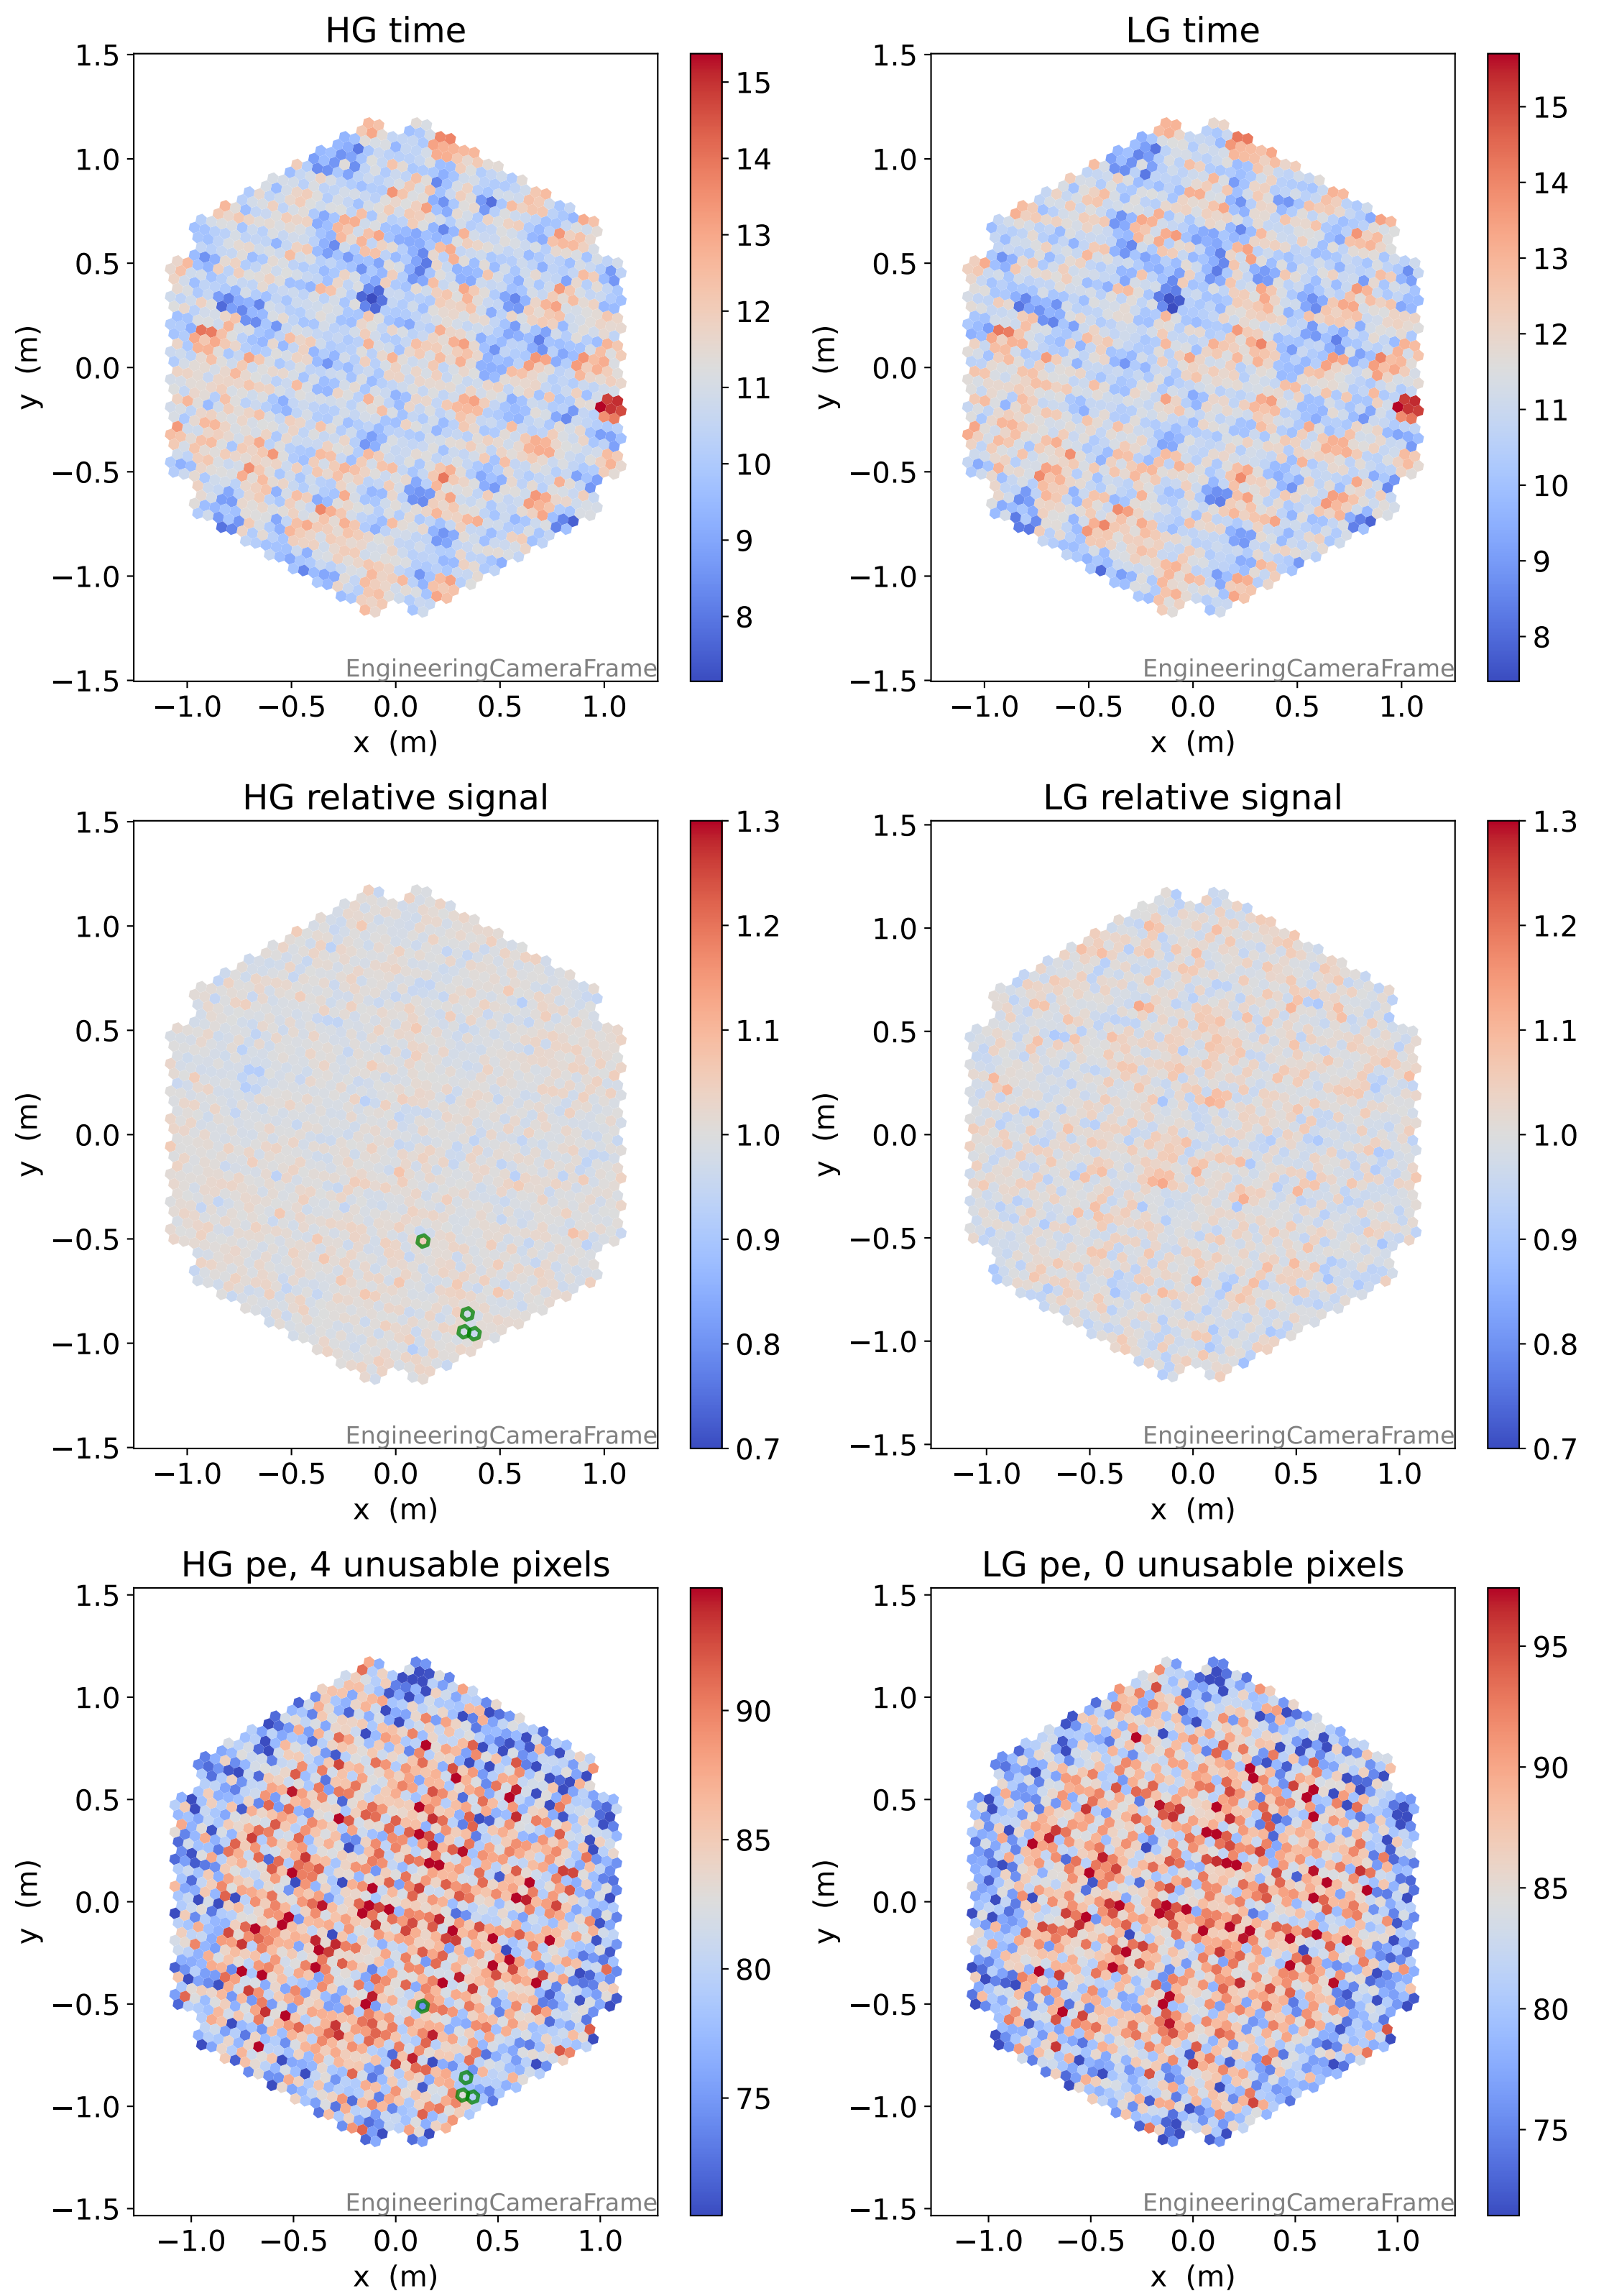 HG time
1.5
1.0
0.5
0.0
−0.5
−1.0
−1.5
y (m)
−1.0 −0.5 0.0 0.5 1.0
x (m)
EngineeringCameraFrame
15
14
13
12
11
10
9
8
LG time
1.5
1.0
0.5
0.0
−0.5
−1.0
−1.5
y (m)
−1.0 −0.5 0.0 0.5 1.0
x (m)
EngineeringCameraFrame
15
14
13
12
11
10
9
8
HG relative signal
1.5
1.0
0.5
0.0
−0.5
−1.0
−1.5
y (m)
−1.0 −0.5 0.0 0.5 1.0
x (m)
EngineeringCameraFrame
1.3
1.2
1.1
1.0
0.9
0.8
0.7
LG relative signal
1.5
1.0
0.5
0.0
−0.5
−1.0
−1.5
y (m)
−1.0 −0.5 0.0 0.5 1.0
x (m)
EngineeringCameraFrame
1.3
1.2
1.1
1.0
0.9
0.8
0.7
HG pe, 4 unusable pixels
1.5
1.0
0.5
0.0
−0.5
−1.0
−1.5
y (m)
−1.0 −0.5 0.0 0.5 1.0
x (m)
EngineeringCameraFrame
90
85
80
75
LG pe, 0 unusable pixels
1.5
1.0
0.5
0.0
−0.5
−1.0
−1.5
y (m)
−1.0 −0.5 0.0 0.5 1.0
x (m)
EngineeringCameraFrame
95
90
85
80
75